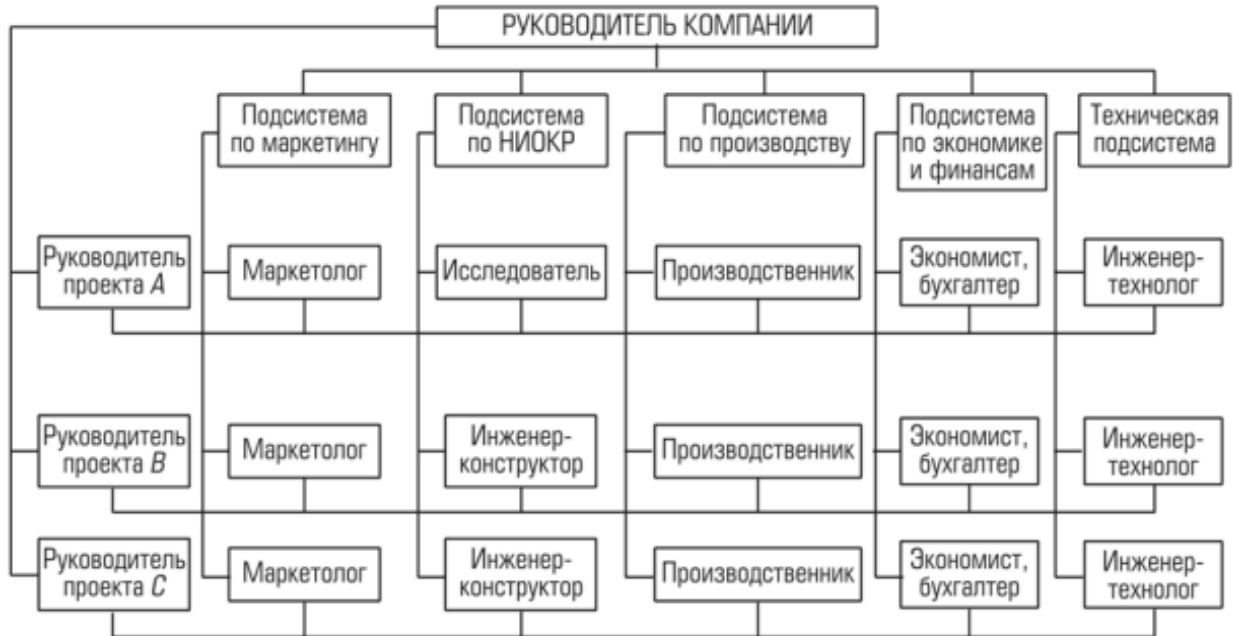 РУКОВОДИТЕЛЬ КОМПАНИИ
Подсистема
по маркетингу
Подсистема
по НИОКР
Подсистема
по производству
Подсистема
по экономике
и финансам
Техническая
подсистема
Руководитель
проекта A
Маркетолог
Исследователь
Производственник
Экономист,
бухгалтер
Инженер-
технолог
Руководитель
проекта B
Маркетолог
Инженер-
конструктор
Производственник
Экономист,
бухгалтер
Инженер-
технолог
Руководитель
проекта C
Маркетолог
Инженер-
конструктор
Производственник
Экономист,
бухгалтер
Инженер-
технолог